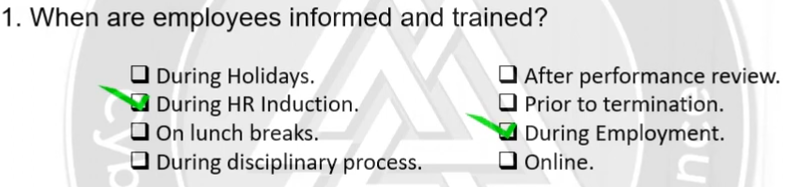 1. When are employees informed and trained?
During Holidays.
During HR Induction.
On lunch breaks.
During disciplinary process.
After performance review.
Prior to termination.
During Employment.
Online.